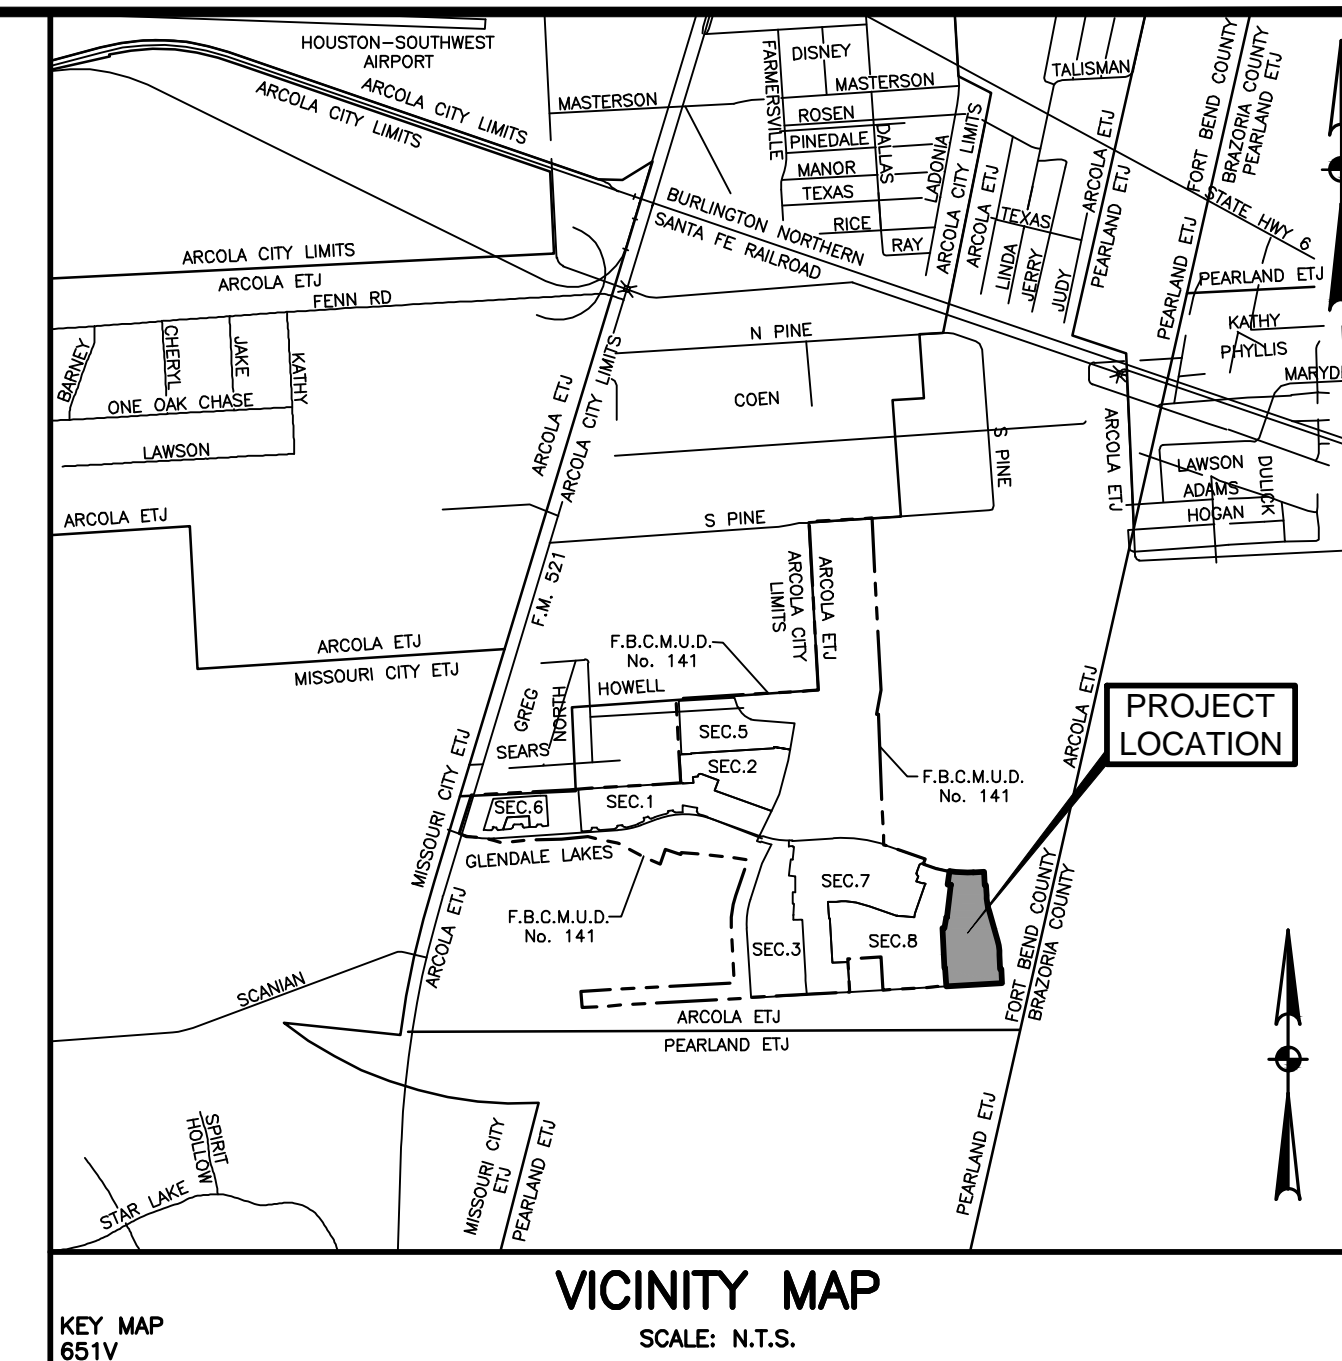 HOUSTON-SOUTHWEST
AIRPORT
ARCOLA CITY LIMITS
ARCOLA CITY LIMITS
MASTERSON
FARMERSVILLE
DISNEY
MASTERSON
ROSEN
PINEDALE
DALLAS
MANOR
TEXAS
RICE
RAY
LADONIA
ARCOLA CITY LIMITS
ARCOLA ETJ
TALISMAN
TEXAS
LINDA
JERRY
JUDY
ARCOLA ETJ
PEARLAND ETJ
FORT BEND COUNTY
BRAZORIA COUNTY
PEARLAND ETJ
STATE HWY 6
PEARLAND ETJ
PEARLAND ETJ
KATHY
PHYLLIS
MARYD
BURLINGTON NORTHERN
SANTA FE RAILROAD
ARCOLA CITY LIMITS
ARCOLA ETJ
FENN RD
BARNEY
CHERYL
JAKE
KATHY
ONE OAK CHASE
LAWSON
ARCOLA ETJ
ARCOLA ETJ
ARCOLA CITY LIMITS
N PINE
COEN
S PINE
S PINE
ARCOLA ETJ
LAWSON
ADAMS
HOGAN
DULICK
F.M. 521
ARCOLA CITY
LIMITS
ARCOLA ETJ
ARCOLA ETJ
MISSOURI CITY ETJ
F.B.C.M.U.D.
No. 141
HOWELL
GREG
NORTH
SEARS
SEC.5
SEC.2
SEC.1
SEC.6
MISSOURI CITY ETJ
ARCOLA ETJ
GLENDALE LAKES
F.B.C.M.U.D.
No. 141
F.B.C.M.U.D.
No. 141
SEC.7
SEC.8
SEC.3
ARCOLA ETJ
PROJECT
LOCATION
FORT BEND COUNTY
BRAZORIA COUNTY
SCANIAN
ARCOLA ETJ
PEARLAND ETJ
SPIRIT
HOLLOW
STAR LAKE
MISSOURI CITY
ETJ
PEARLAND ETJ
PEARLAND ETJ
VICINITY MAP
SCALE: N.T.S.
KEY MAP
651V